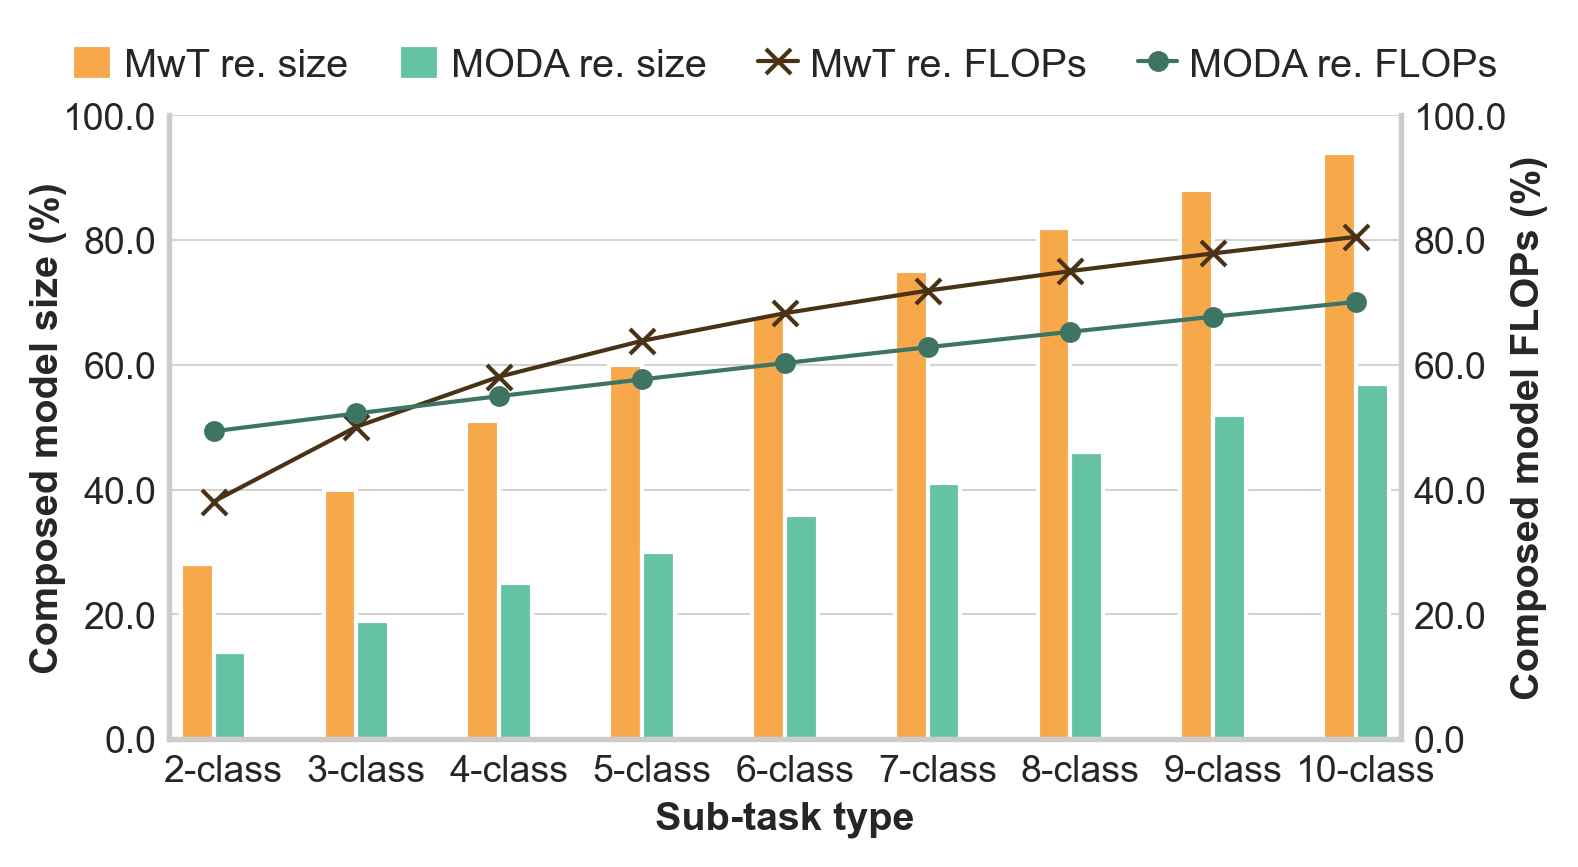 MwT re. size MODA re. size MwT re. FLOPs MODA re. FLOPs
100.0 100.0
80.0 80.0
60.0 60.0
40.0 40.0
20.0 20.0
0.0 0.0
Composed model size (%)
Composed model FLOPs (%)
2-class 3-class 4-class 5-class 6-class 7-class 8-class 9-class 10-class
Sub-task type